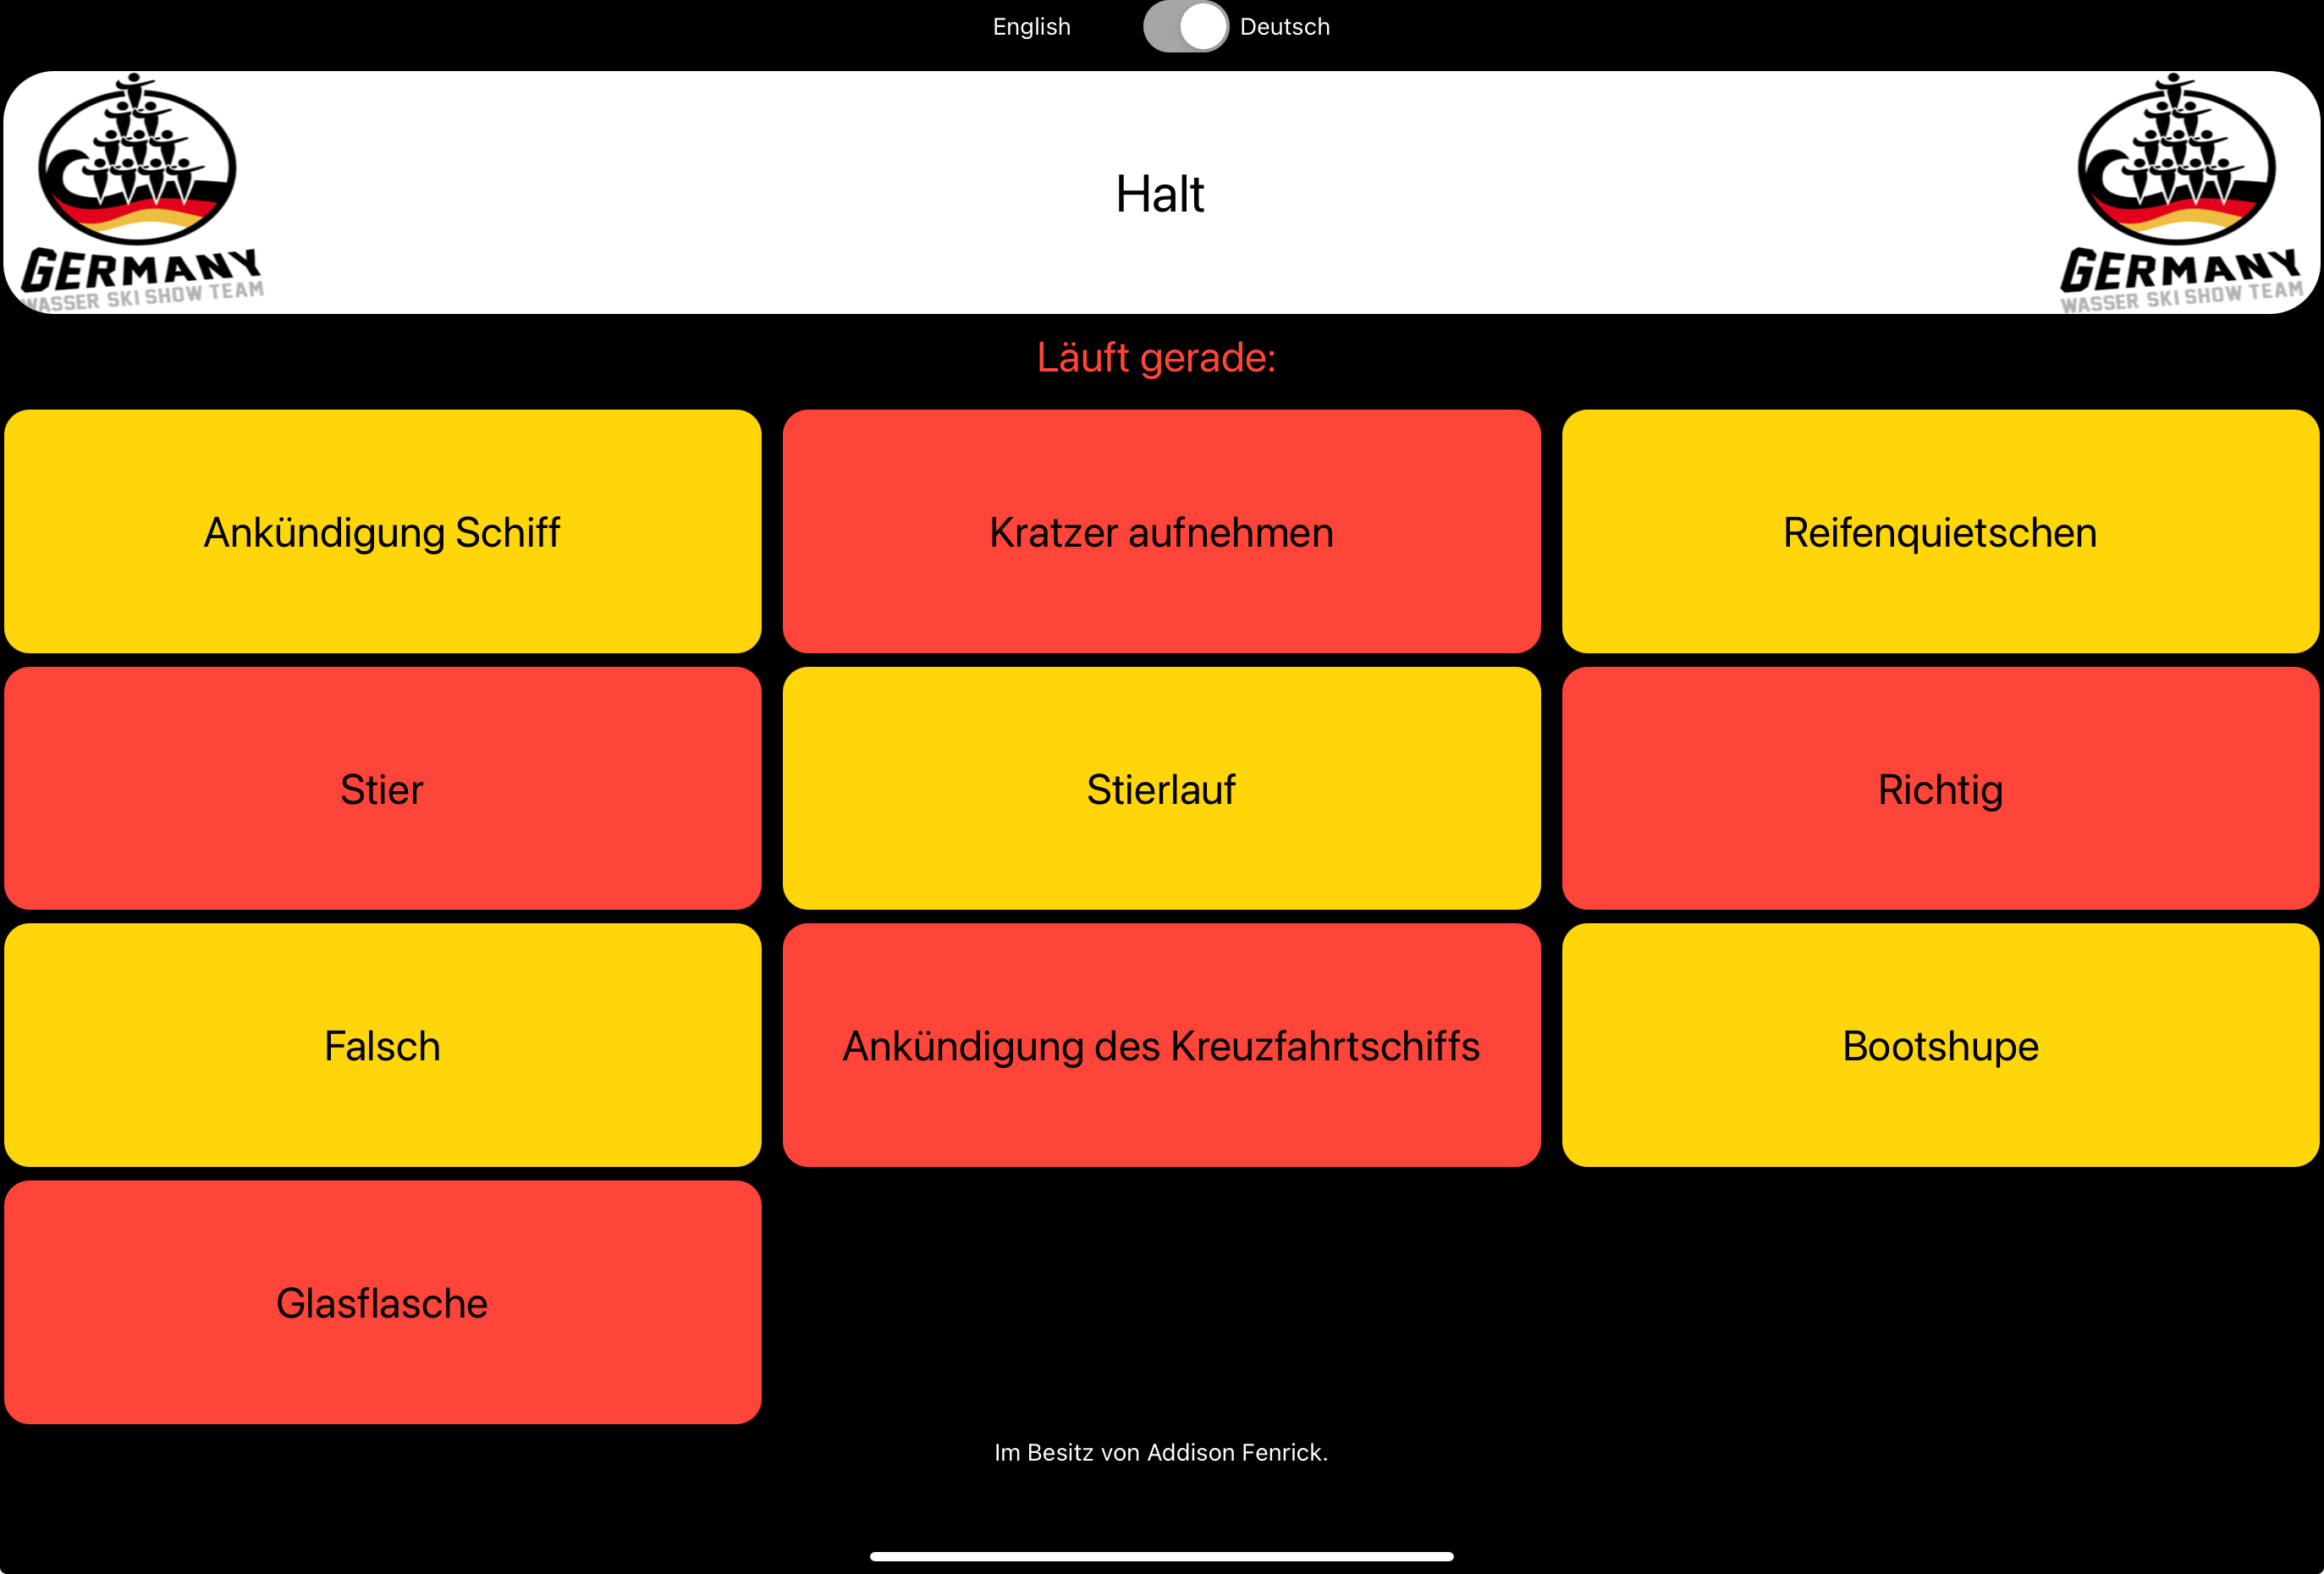 English Deutsch
Halt
GERMANY
WASSER SKI SHOW TEAM
GERMANY
WASSER SKI SHOW TEAM
Läuft gerade:
Ankündigung Schiff
Kratzer aufnehmen
Reifenquietschen
Stier
Stierlauf
Richtig
Falsch
Ankündigung des Kreuzfahrtschiffs
Bootshupe
Glasflasche
Im Besitz von Addison Fenrick.